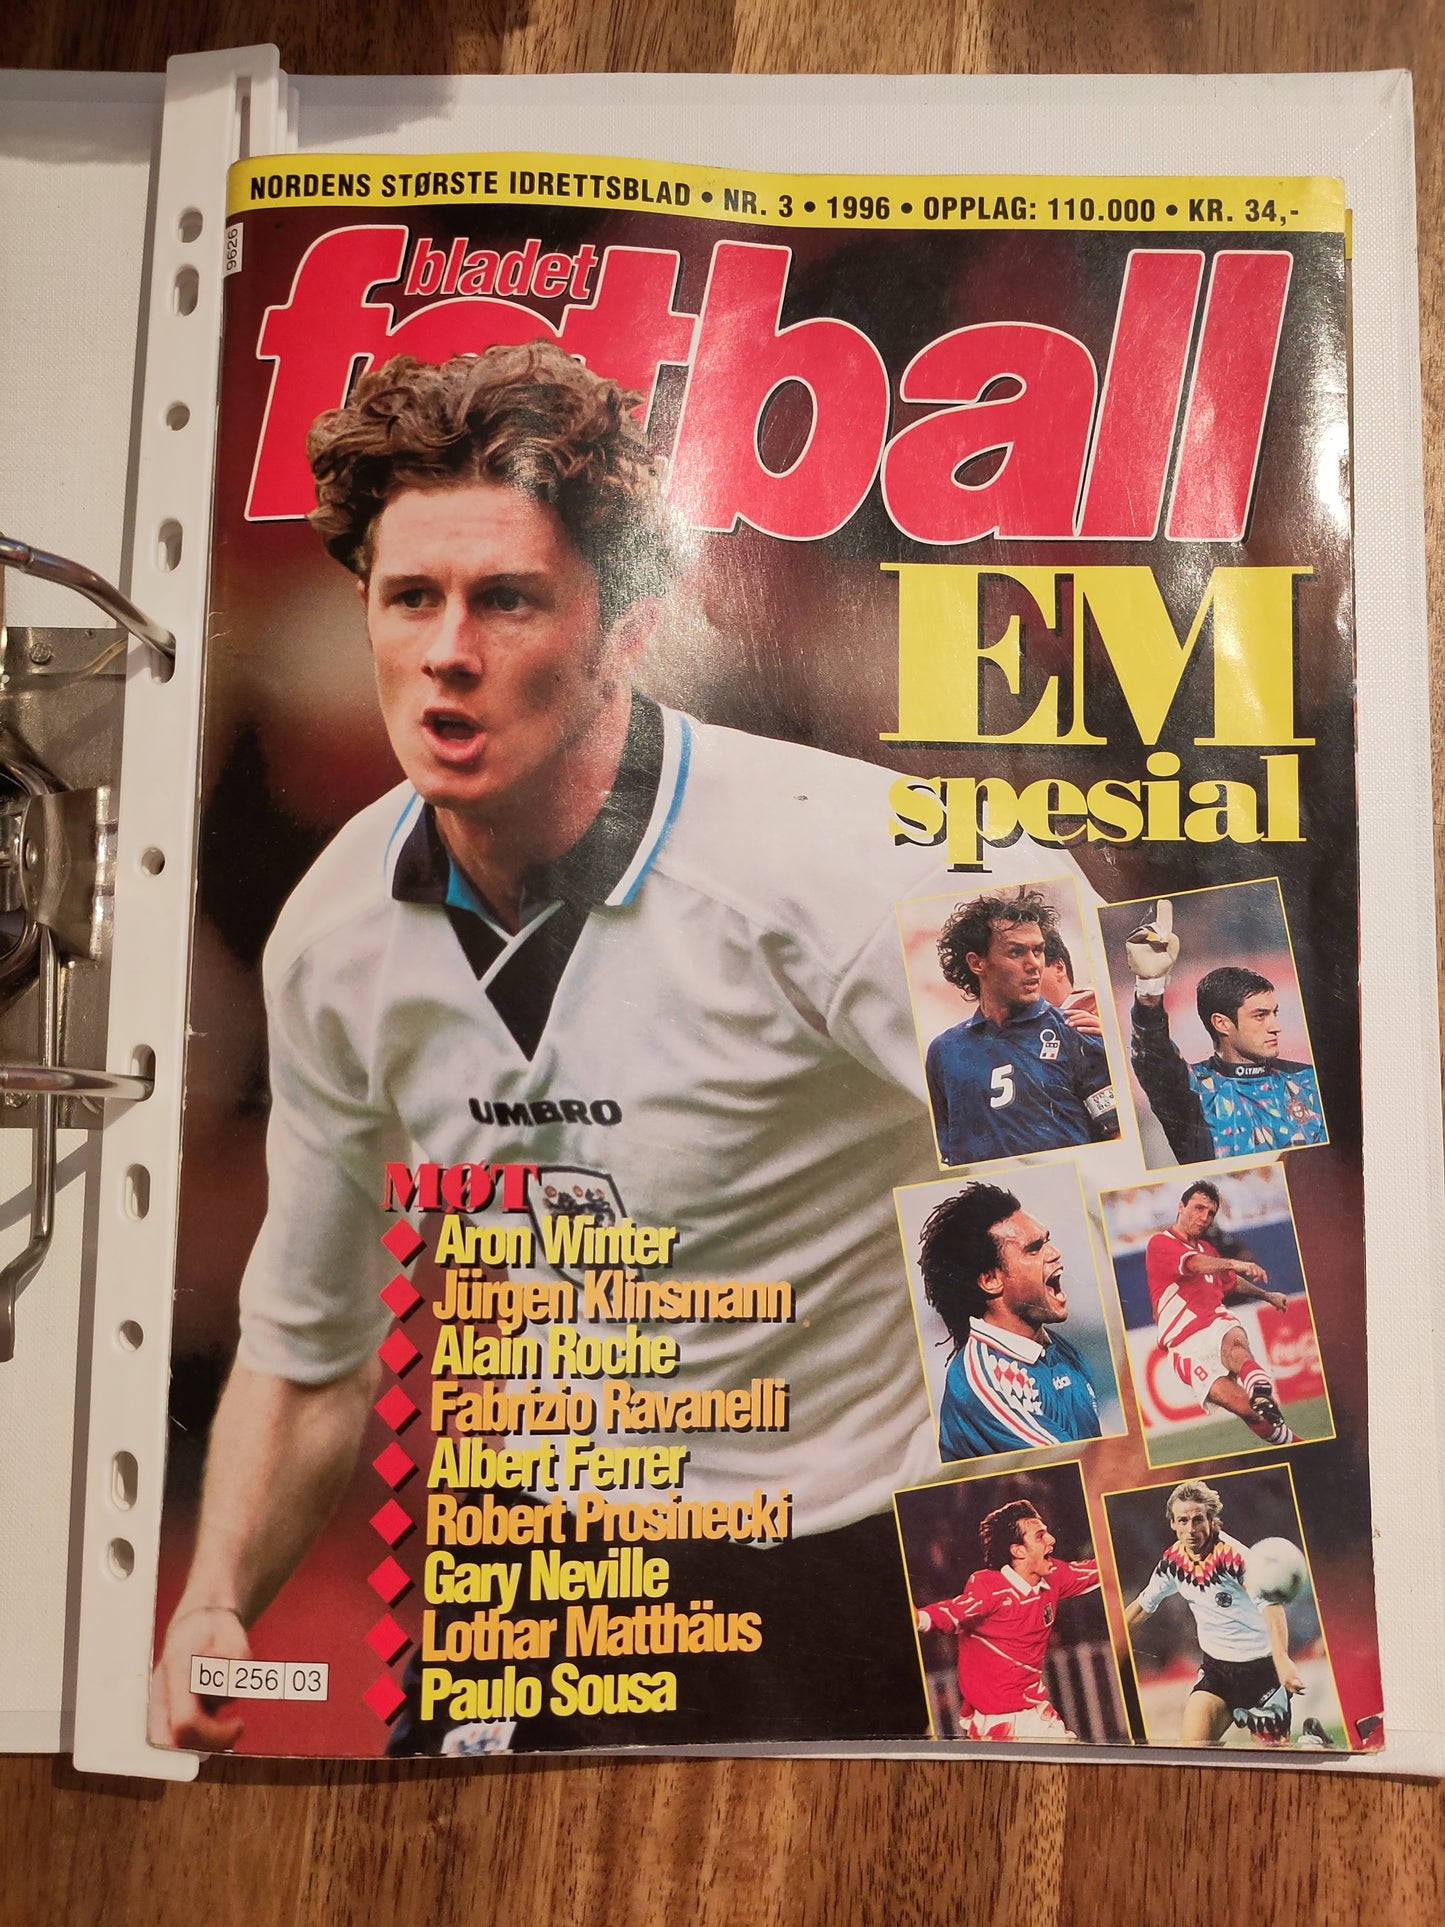 NORDENS STØRSTE IDRETTSBLAD • NR. 3 • 1996 • OPPLAG: 110.000 • KR. 34,-
9626
bladet
fotball
EM
spesial
5
OLYMPIC
UMBRO
MØT
Aron Winter
Jürgen Klinsmann
Alain Roche
Fabrizio Ravanelli
Albert Ferrer
Robert Prosinecki
Gary Neville
Lothar Matthäus
Paulo Sousa
8
bc 256 03